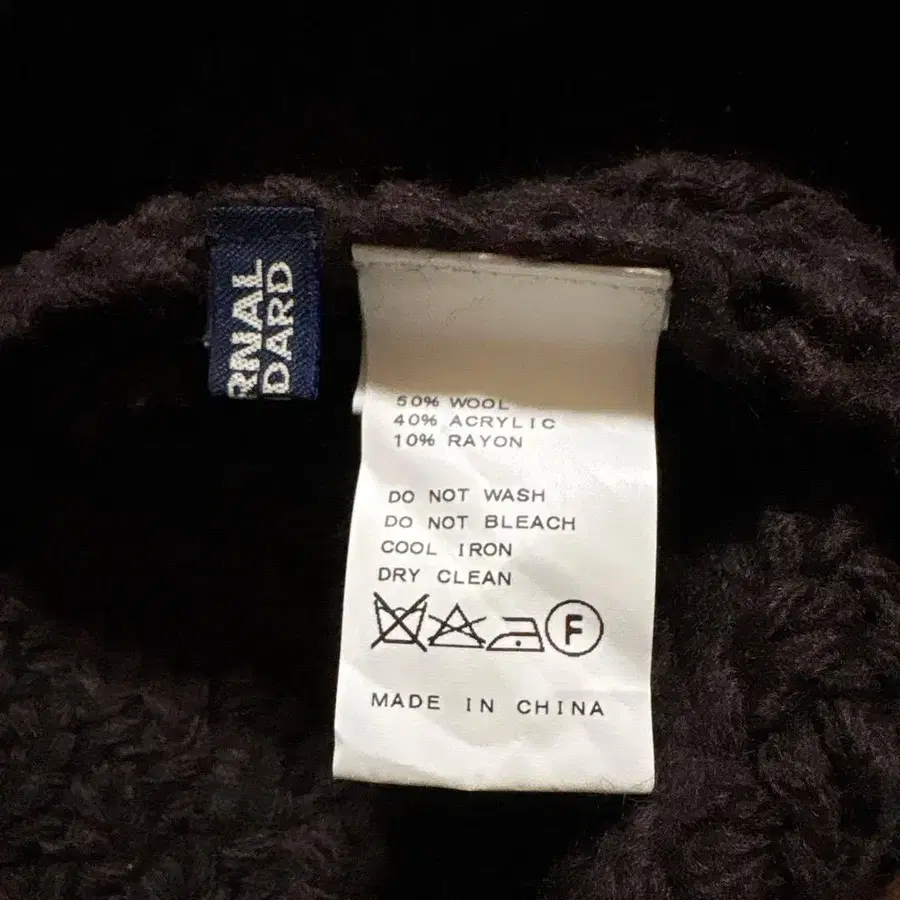 RNAL
DARD
50% WOOL
40% ACRYLIC
10% RAYON
DO NOT WASH
DO NOT BLEACH
COOL IRON
DRY CLEAN
F
MADE IN CHINA